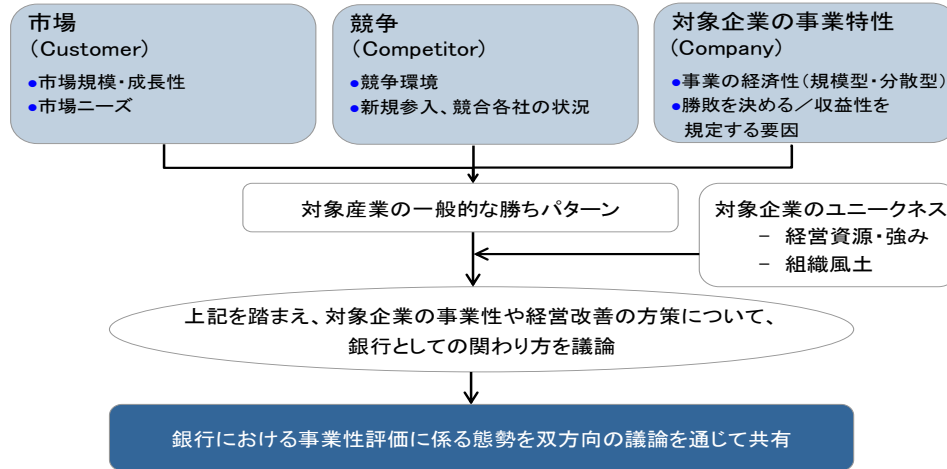 市場
(Customer)
●市場規模・成長性
●市場ニーズ
競争
(Competitor)
●競争環境
●新規参入、競合各社の状況
対象企業の事業特性
(Company)
●事業の経済性(規模型・分散型)
●勝敗を決める/収益性を
規定する要因
対象産業の一般的な勝ちパターン
対象企業のユニークネス
− 経営資源・強み
− 組織風土
上記を踏まえ、対象企業の事業性や経営改善の方策について、
銀行としての関わり方を議論
銀行における事業性評価に係る態勢を双方向の議論を通じて共有